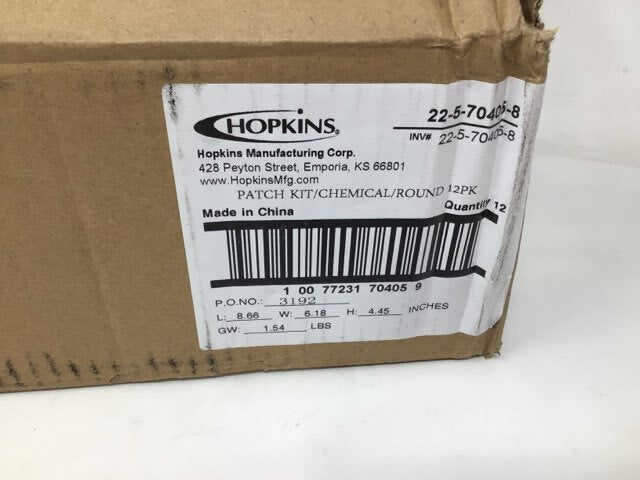 HOPKINS®
22-5-70405-8
INV# 22-5-70405-8
Hopkins Manufacturing Corp.
428 Peyton Street, Emporia, KS 66801
www.HopkinsMfg.com
PATCH KIT/CHEMICAL/ROUND 12PK
Made in China Quantity 12
1 00 77231 70405 9
P.O.NO.: 3192
L: 8.66 W: 6.18 H: 4.45 INCHES
GW: 1.54 LBS